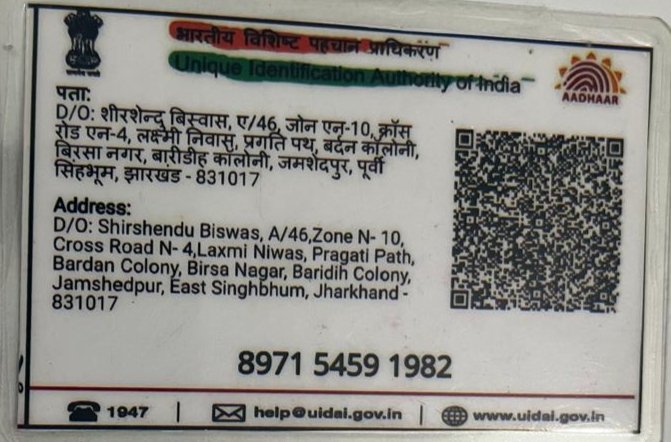 भारतीय विशिष्ट पहचान प्राधिकरण
Unique Identification Authority of India
AADHAAR
पता:
D/O: शीरशेन्दु बिस्वास, ए/46, जोन एन-10, क्रॉस
रोड एन-4, लक्ष्मी निवास, प्रगति पथ, बर्दन कॉलोनी,
बिरसा नगर, बारीडीह कॉलोनी, जमशेदपुर, पूर्वी
सिंहभूम, झारखंड - 831017
Address:
D/O: Shirshendu Biswas, A/46,Zone N- 10,
Cross Road N- 4,Laxmi Niwas, Pragati Path,
Bardan Colony, Birsa Nagar, Baridih Colony,
Jamshedpur, East Singhbhum, Jharkhand -
831017
8971 5459 1982
1947 | help@uidai.gov.in | www.uidai.gov.in